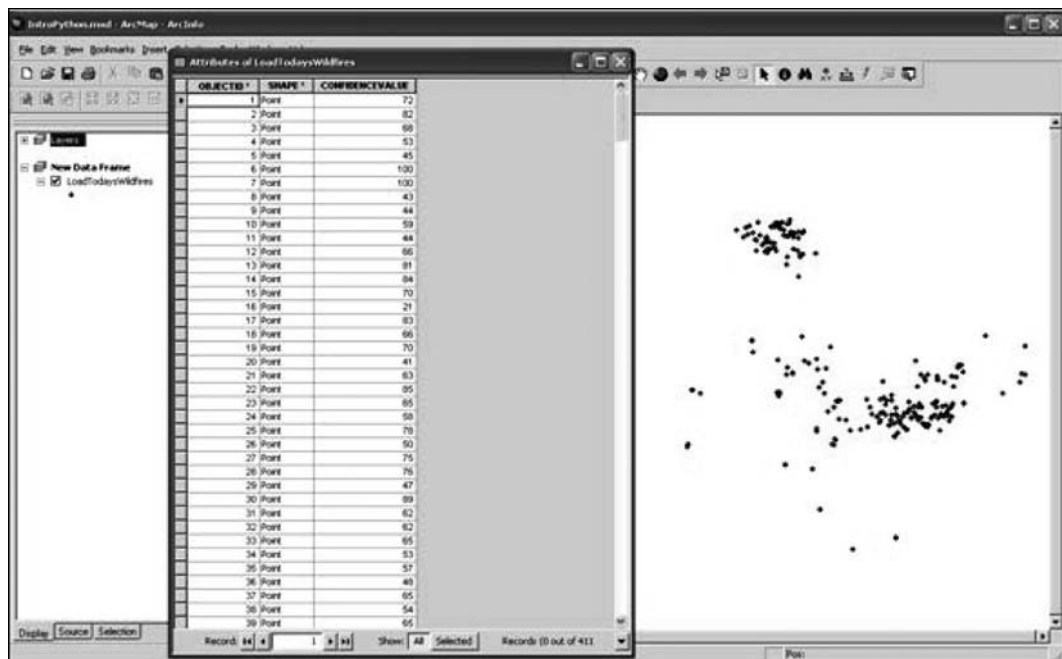 IntroPython.mxd - ArcMap - ArcInfo
File Edit View Bookmarks Insert
Attributes of LoadTodaysWildfires
OBJECTID * SHAPE * CONFIDENCEVALUE
1 Point 72
2 Point 82
3 Point 68
4 Point 53
5 Point 45
6 Point 100
7 Point 100
8 Point 43
9 Point 44
10 Point 59
11 Point 44
12 Point 66
13 Point 81
14 Point 84
15 Point 70
16 Point 21
17 Point 83
18 Point 66
19 Point 70
20 Point 41
21 Point 63
22 Point 85
23 Point 65
24 Point 58
25 Point 78
26 Point 50
27 Point 75
28 Point 76
29 Point 47
30 Point 89
31 Point 62
32 Point 62
33 Point 65
34 Point 53
35 Point 57
36 Point 48
37 Point 65
38 Point 54
39 Point 65
Layers
New Data Frame
LoadTodaysWildfires
Display Source Selection
Record: 1 Show: All Selected Records (0 out of 411
Pos: